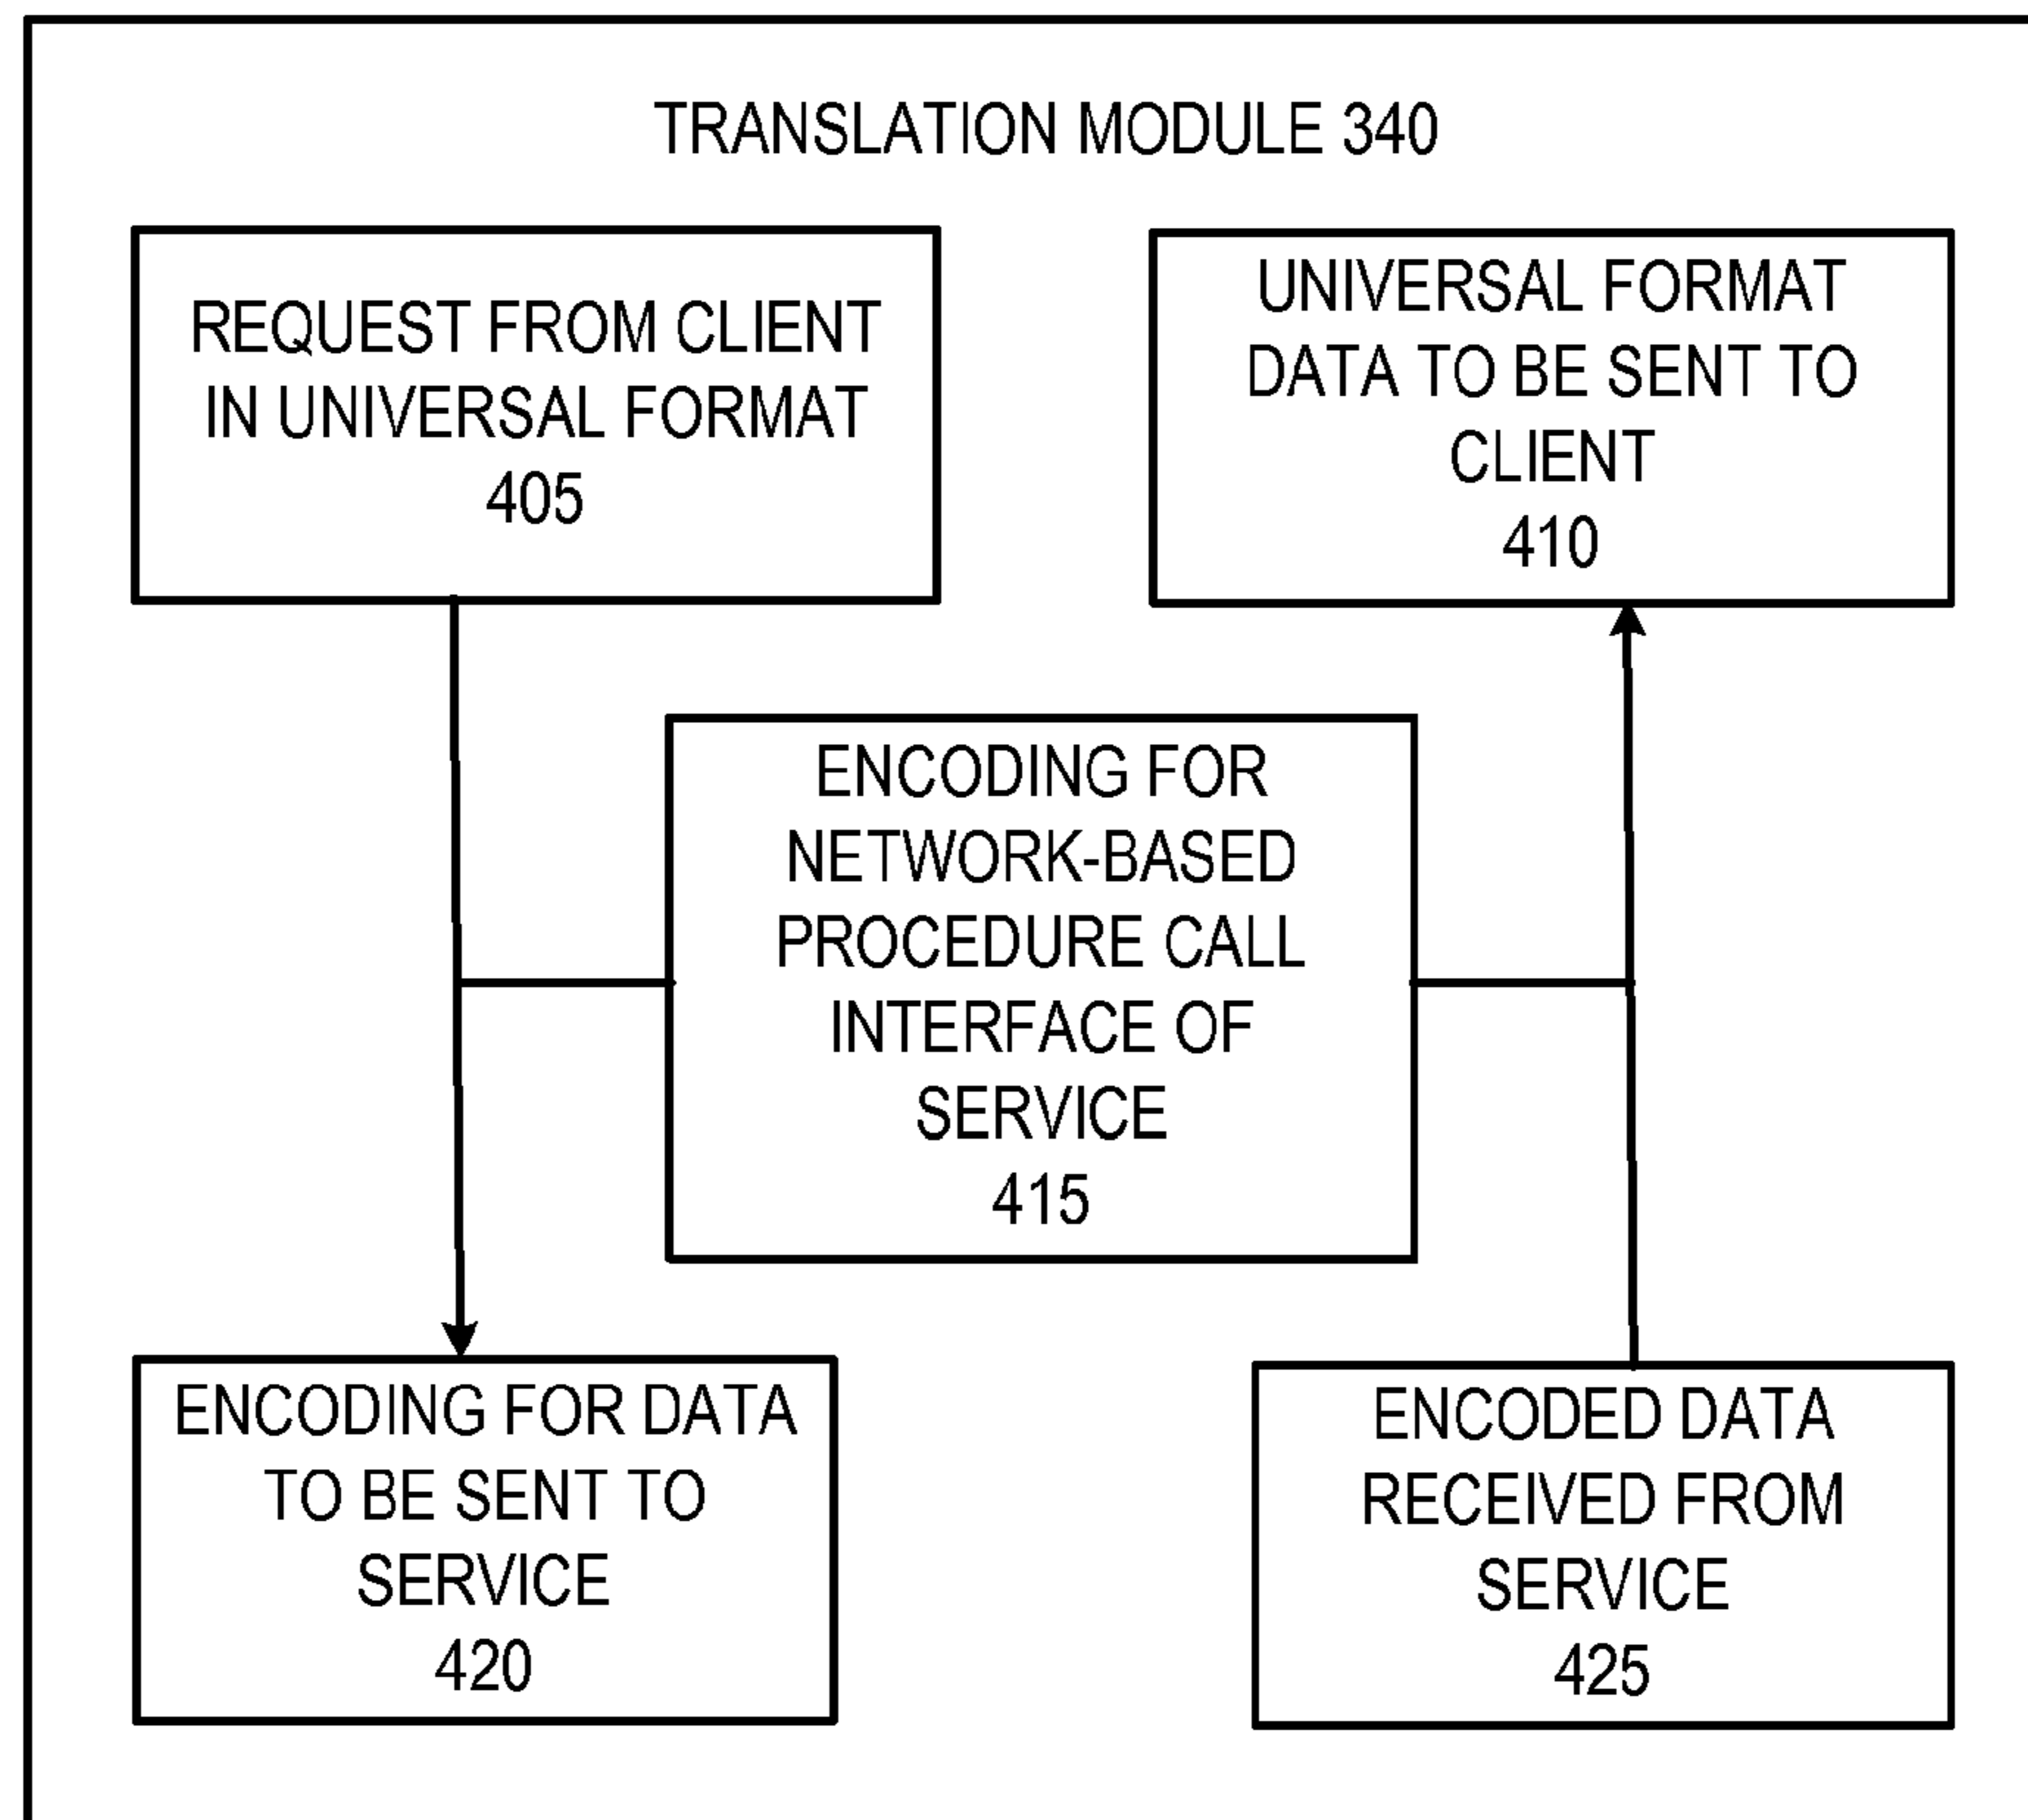 TRANSLATION MODULE 340
REQUEST FROM CLIENT
IN UNIVERSAL FORMAT
405
UNIVERSAL FORMAT
DATA TO BE SENT TO
CLIENT
410
ENCODING FOR
NETWORK-BASED
PROCEDURE CALL
INTERFACE OF
SERVICE
415
ENCODING FOR DATA
TO BE SENT TO
SERVICE
420
ENCODED DATA
RECEIVED FROM
SERVICE
425